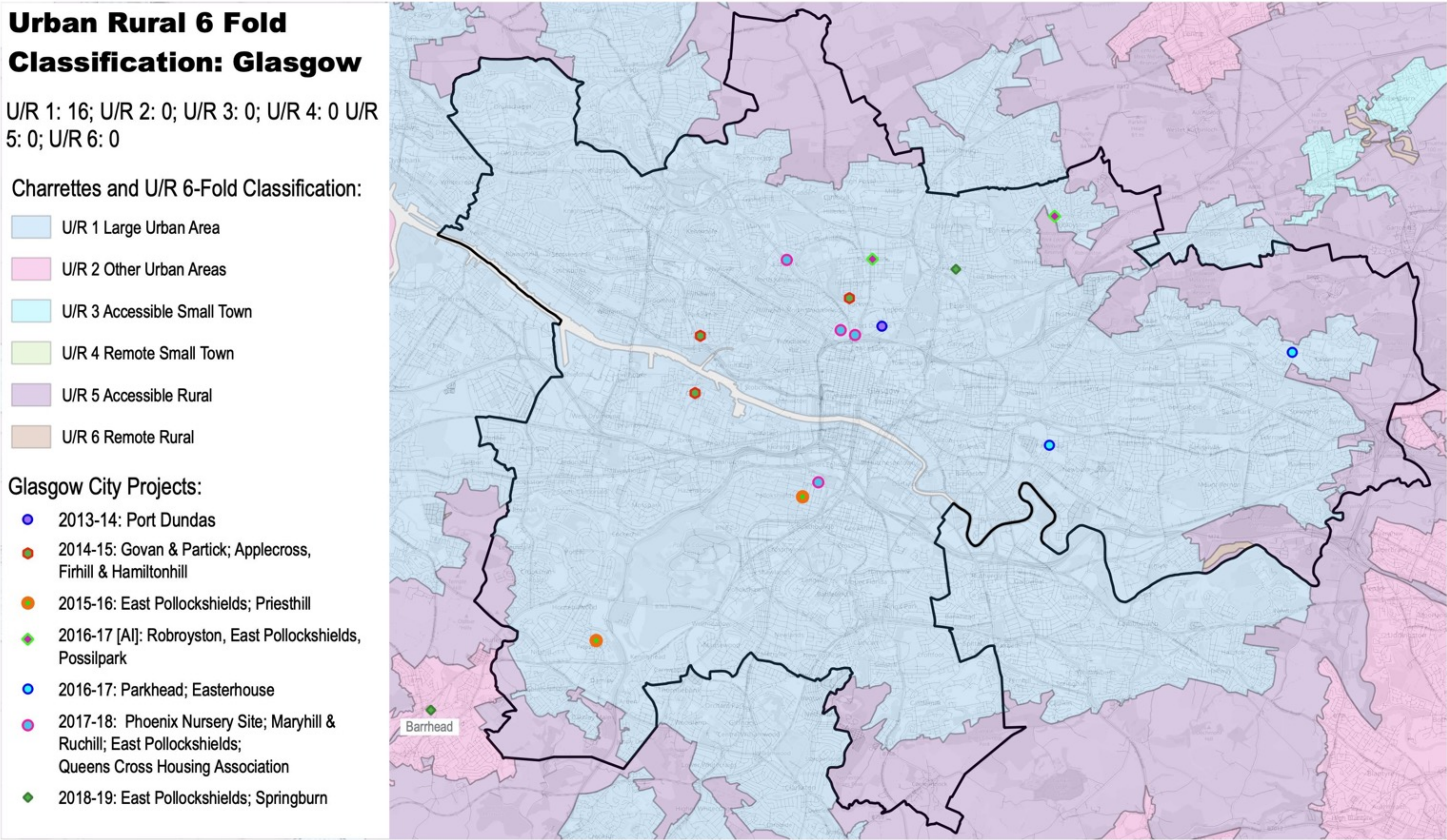 Urban Rural 6 Fold
Classification: Glasgow
U/R 1: 16; U/R 2: 0; U/R 3: 0; U/R 4: 0 U/R
5: 0; U/R 6: 0
Charrettes and U/R 6-Fold Classification:
U/R 1 Large Urban Area
U/R 2 Other Urban Areas
U/R 3 Accessible Small Town
U/R 4 Remote Small Town
U/R 5 Accessible Rural
U/R 6 Remote Rural
Glasgow City Projects:
2013-14: Port Dundas
2014-15: Govan & Partick; Applecross,
Firhill & Hamiltonhill
2015-16: East Pollockshields; Priesthill
2016-17 [AI]: Robroyston, East Pollockshields,
Possilpark
2016-17: Parkhead; Easterhouse
2017-18: Phoenix Nursery Site; Maryhill &
Ruchill; East Pollockshields;
Queens Cross Housing Association
2018-19: East Pollockshields; Springburn
Barrhead